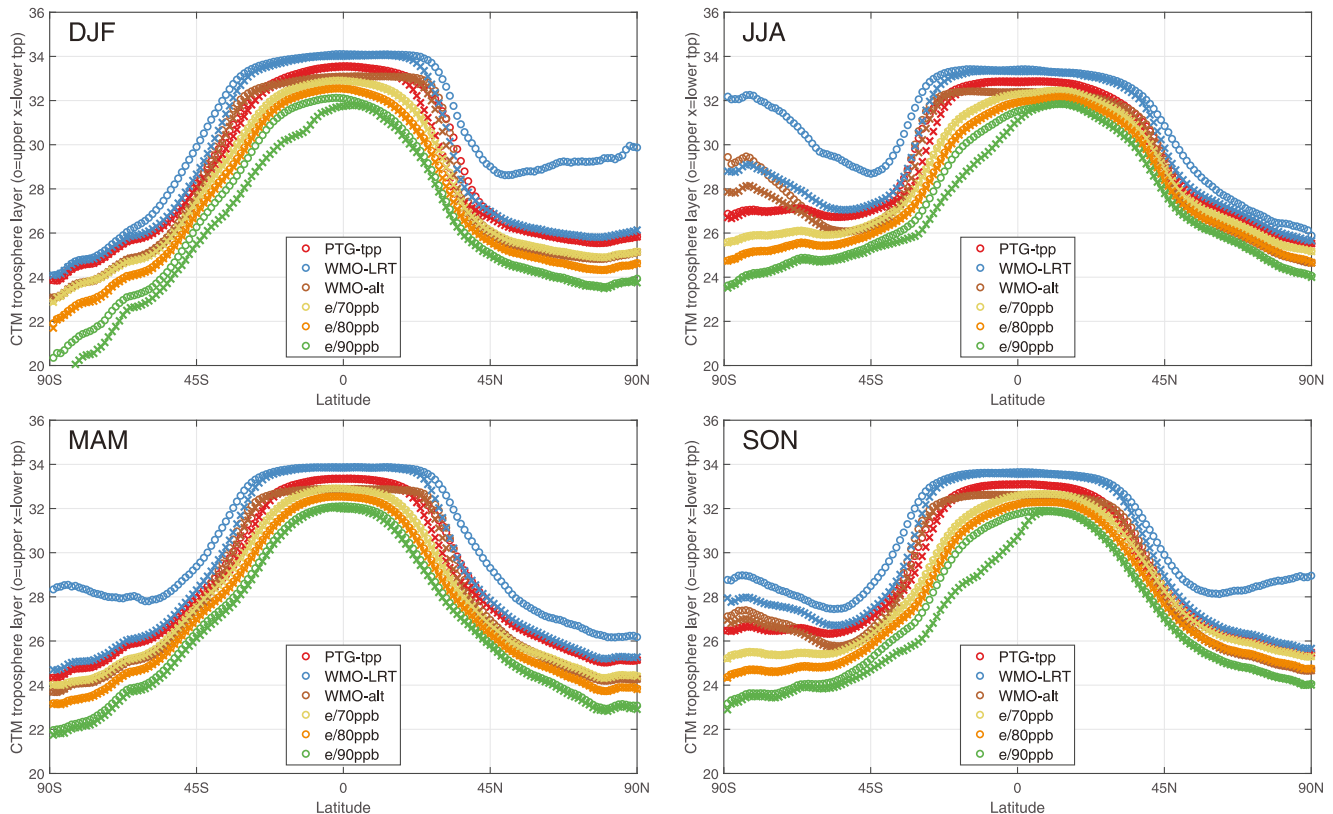 DJF
CTM troposphere layer (o=upper x=lower tpp)
36
34
32
30
28
26
24
22
20
PTG-tpp
WMO-LRT
WMO-alt
e/70ppb
e/80ppb
e/90ppb
90S
45S
0
45N
90N
Latitude
JJA
CTM troposphere layer (o=upper x=lower tpp)
36
34
32
30
28
26
24
22
20
PTG-tpp
WMO-LRT
WMO-alt
e/70ppb
e/80ppb
e/90ppb
90S
45S
0
45N
90N
Latitude
MAM
CTM troposphere layer (o=upper x=lower tpp)
36
34
32
30
28
26
24
22
20
PTG-tpp
WMO-LRT
WMO-alt
e/70ppb
e/80ppb
e/90ppb
90S
45S
0
45N
90N
Latitude
SON
CTM troposphere layer (o=upper x=lower tpp)
36
34
32
30
28
26
24
22
20
PTG-tpp
WMO-LRT
WMO-alt
e/70ppb
e/80ppb
e/90ppb
90S
45S
0
45N
90N
Latitude